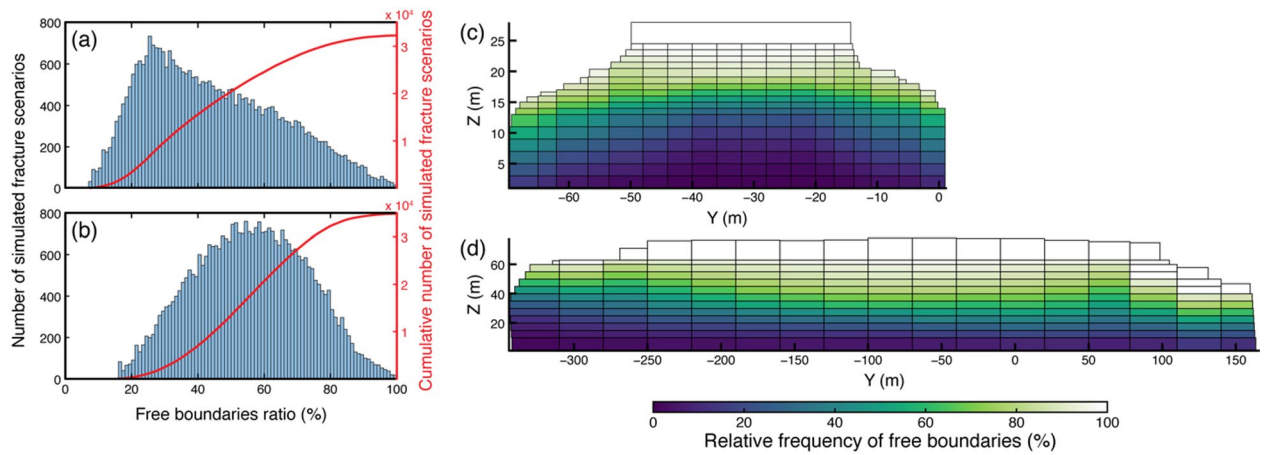 (a)
Number of simulated fracture scenarios
800
600
400
200
0
x 10⁴
3
2
1
Cumulative number of simulated fracture scenarios
(b)
800
600
400
200
0
x 10⁴
3
2
1
0 20 40 60 80 100
Free boundaries ratio (%)
(c)
Z (m)
25
20
15
10
5
−60 −50 −40 −30 −20 −10 0
Y (m)
(d)
Z (m)
60
40
20
−300 −250 −200 −150 −100 −50 0 50 100 150
Y (m)
0 20 40 60 80 100
Relative frequency of free boundaries (%)